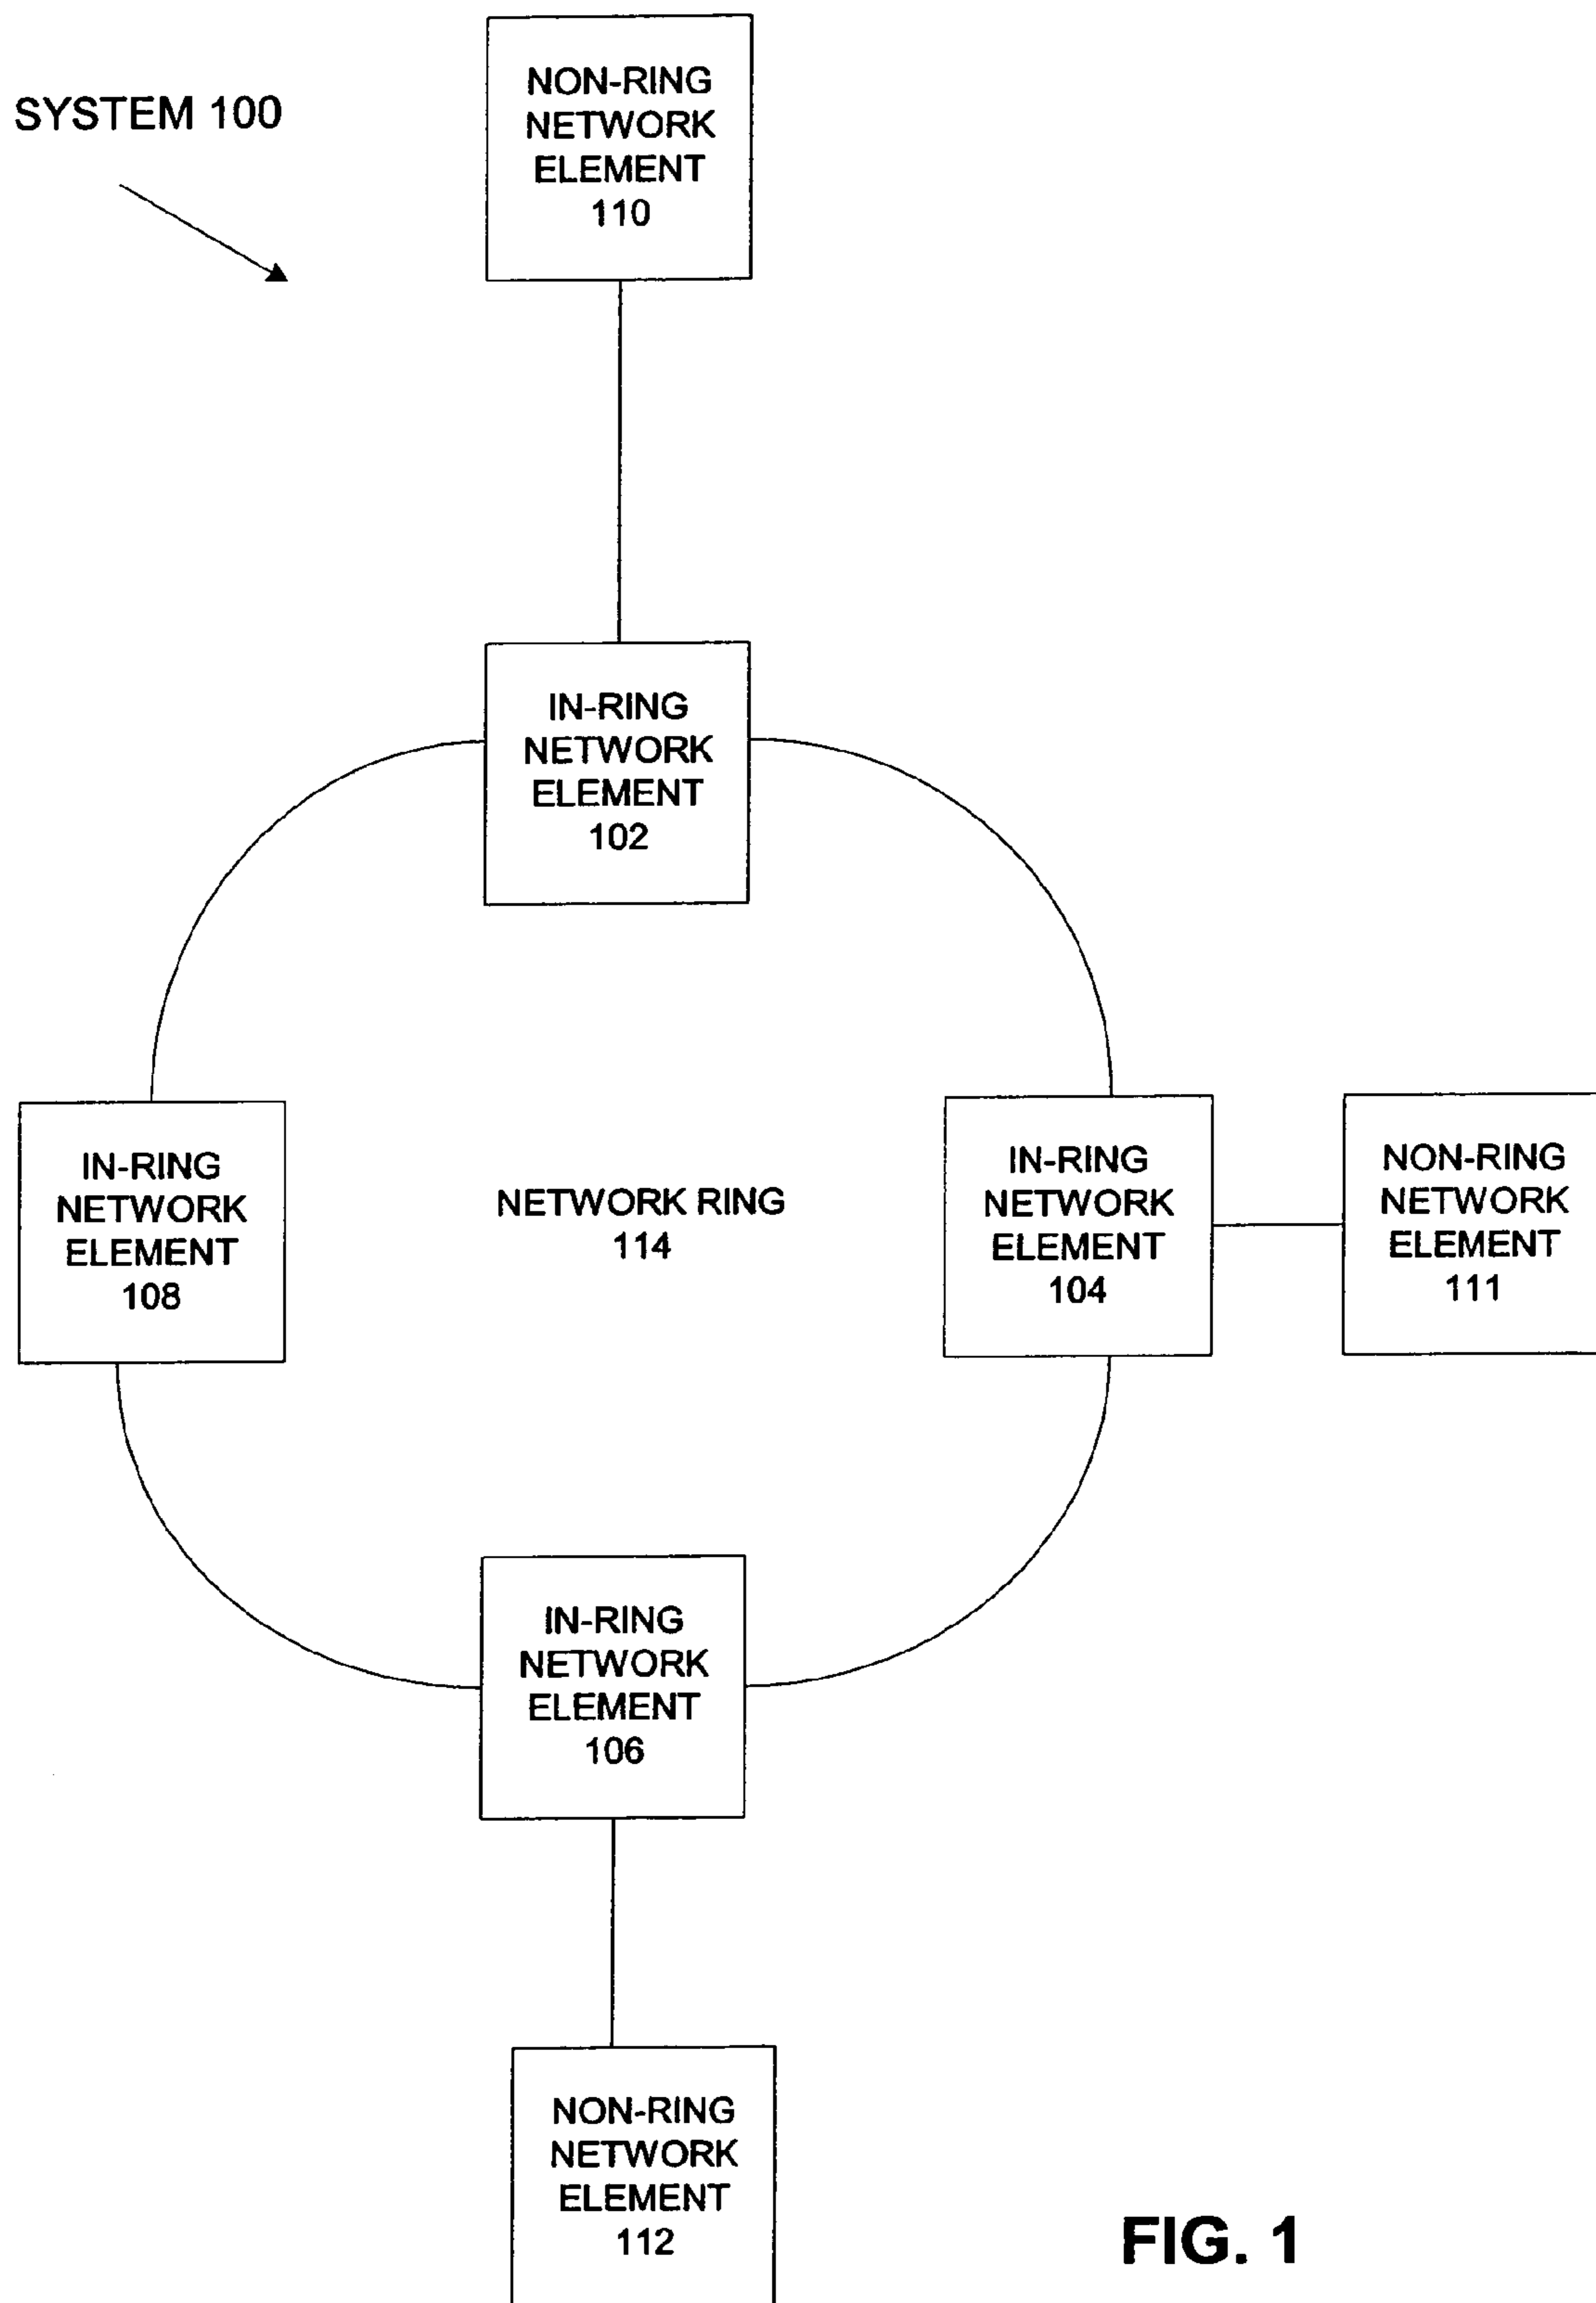 SYSTEM 100
NON-RING
NETWORK
ELEMENT
110
IN-RING
NETWORK
ELEMENT
102
IN-RING
NETWORK
ELEMENT
108
NETWORK RING
114
IN-RING
NETWORK
ELEMENT
104
NON-RING
NETWORK
ELEMENT
111
IN-RING
NETWORK
ELEMENT
106
NON-RING
NETWORK
ELEMENT
112
FIG. 1